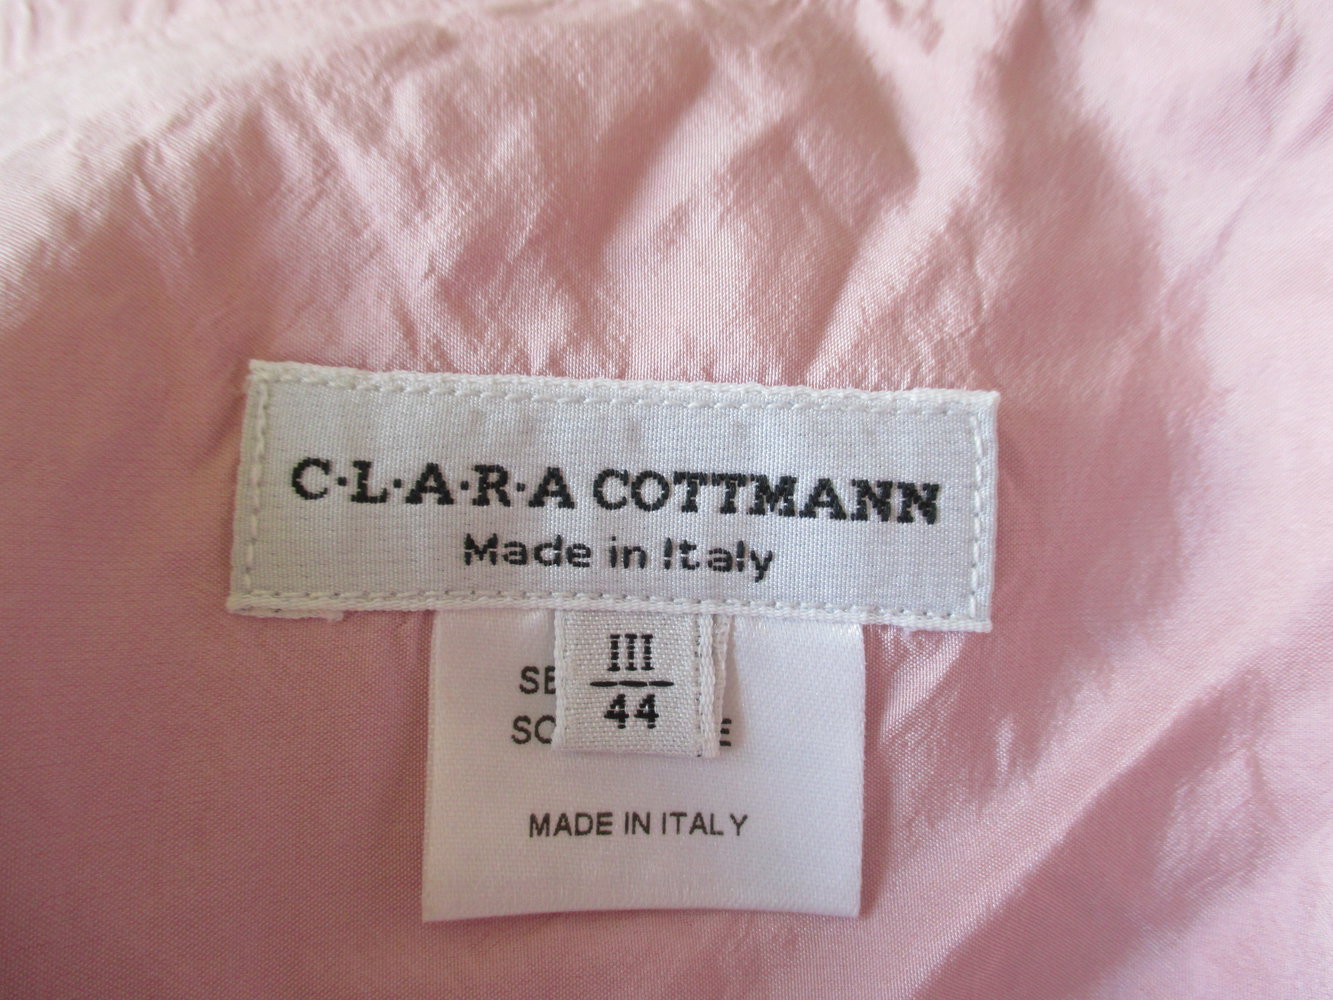 C·L·A·R·A COTTMANN
Made in Italy
III
44
MADE IN ITALY